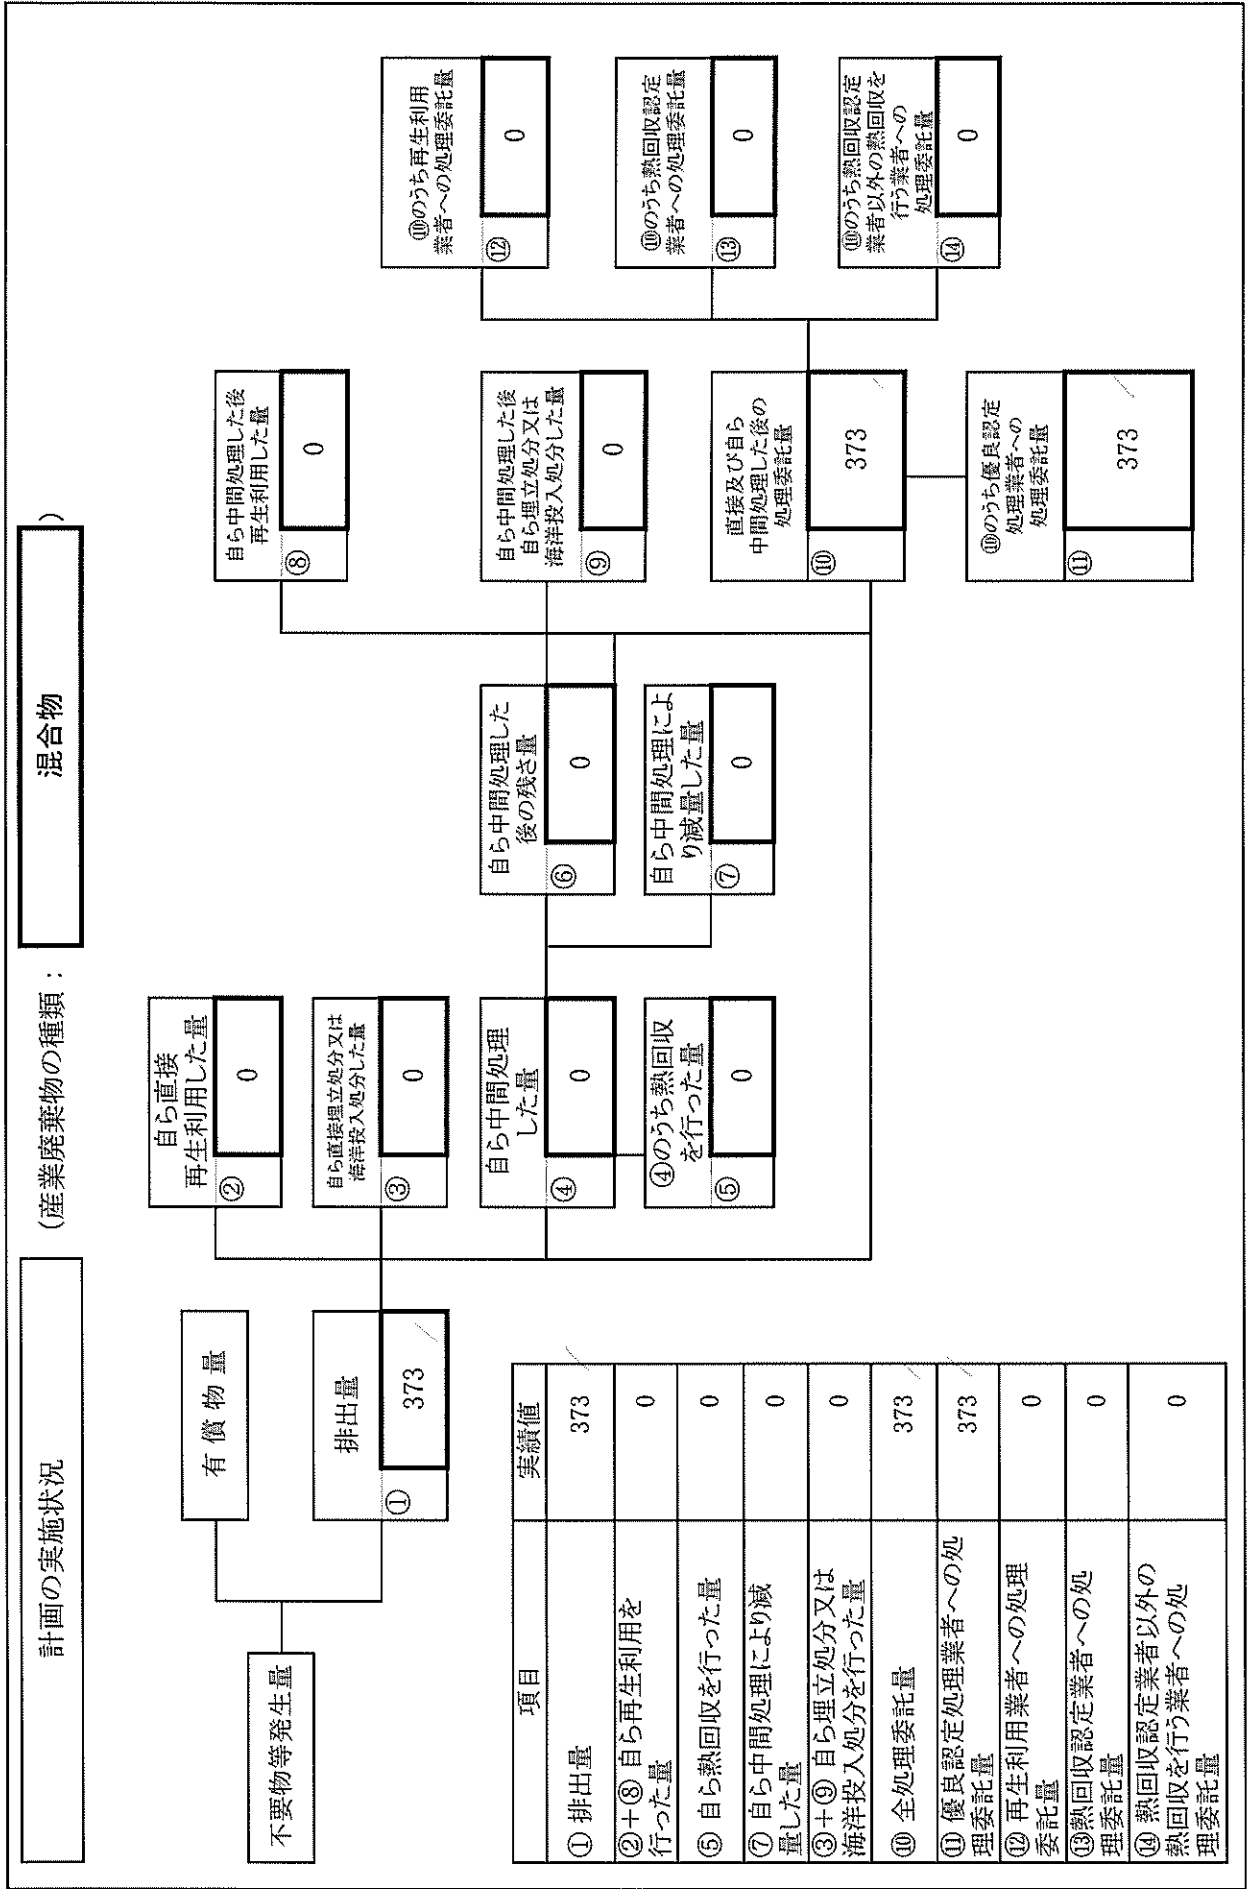 計画の実施状況
(産業廃棄物の種類：
混合物
)
不要物等発生量
有償物量
排出量
①
373
自ら直接
再生利用した量
②
0
自ら直接埋立処分又は
海洋投入処分した量
③
0
自ら中間処理
した量
④
0
④のうち熱回収
を行った量
⑤
0
自ら中間処理した
後の残さ量
⑥
0
自ら中間処理によ
り減量した量
⑦
0
自ら中間処理した後
再生利用した量
⑧
0
自ら中間処理した後
自ら埋立処分又は
海洋投入処分した量
⑨
0
直接及び自ら
中間処理した後の
処理委託量
⑩
373
⑩のうち優良認定
処理業者への
処理委託量
⑪
373
⑩のうち再生利用
業者への処理委託量
⑫
0
⑩のうち熱回収認定
業者への処理委託量
⑬
0
⑩のうち熱回収認定
業者以外の熱回収を
行う業者への
処理委託量
⑭
0
項目
実績値
①排出量
373
②+⑧ 自ら再生利用を
行った量
0
⑤ 自ら熱回収を行った量
0
⑦ 自ら中間処理により減
量した量
0
③+⑨ 自ら埋立処分又は
海洋投入処分を行った量
0
⑩ 全処理委託量
373
⑪ 優良認定処理業者への処
理委託量
373
⑫ 再生利用業者への処理
委託量
0
⑬熱回収認定業者への処
理委託量
0
⑭ 熱回収認定業者以外の
熱回収を行う業者への処
理委託量
0